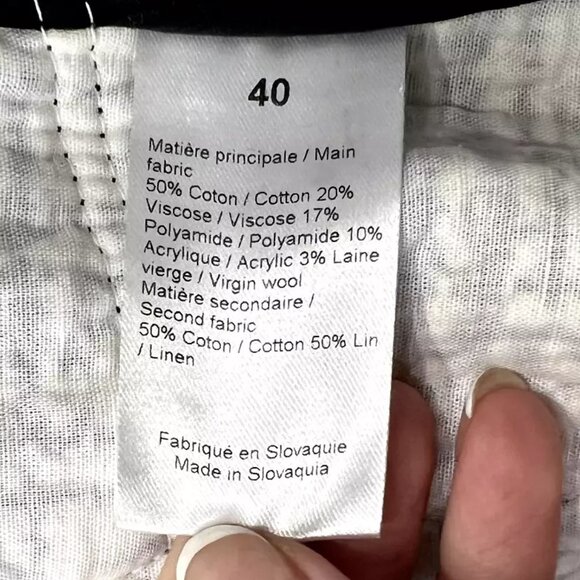 40
Matière principale / Main
fabric
50% Coton / Cotton 20%
Viscose / Viscose 17%
Polyamide / Polyamide 10%
Acrylique / Acrylic 3% Laine
vierge / Virgin wool
Matière secondaire /
Second fabric
50% Coton / Cotton 50% Lin
/ Linen
Fabriqué en Slovaquie
Made in Slovaquia